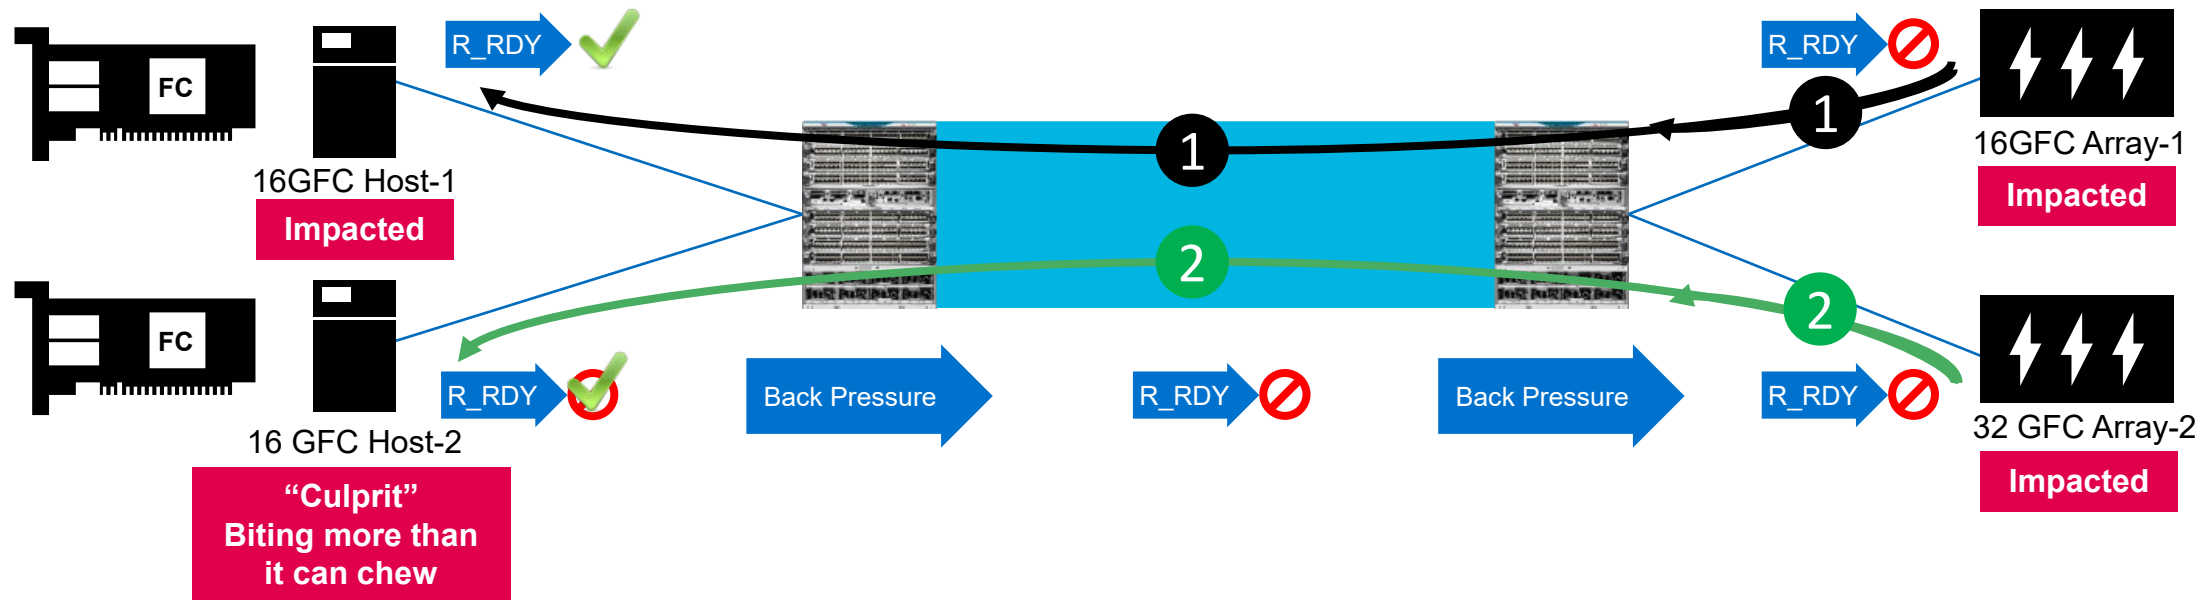 R_RDY
R_RDY
FC
1
1
16GFC Host-1
16GFC Array-1
Impacted
Impacted
2
2
FC
R_RDY
Back Pressure
R_RDY
Back Pressure
R_RDY
16 GFC Host-2
32 GFC Array-2
“Culprit”
Biting more than
it can chew
Impacted